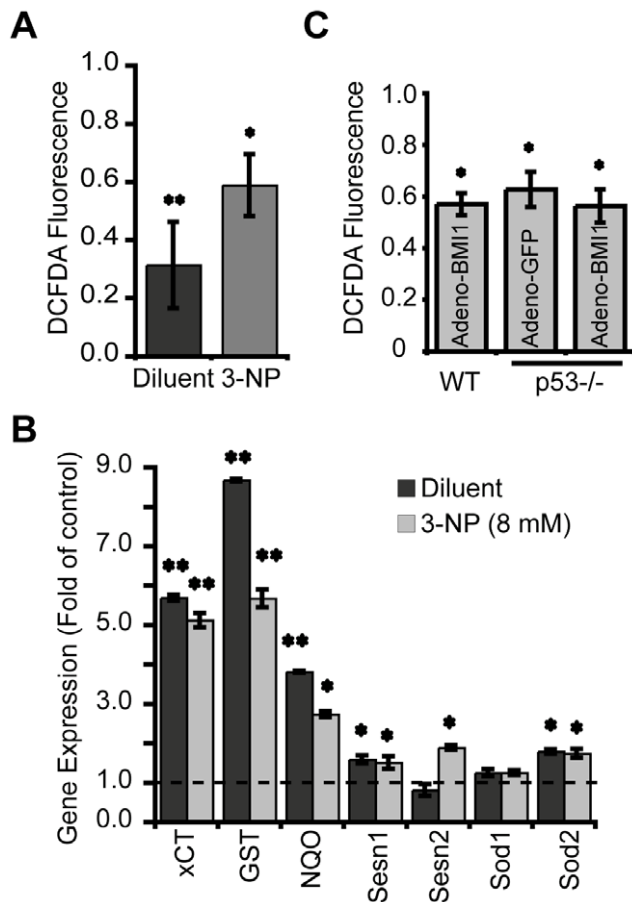 A
DCFDA Fluorescence
1.0
0.8
0.6
0.4
0.2
0.0
**
*
Diluent 3-NP
C
DCFDA Fluorescence
1.0
0.8
0.6
0.4
0.2
0
*
*
*
Adeno-BMI1
Adeno-GFP
Adeno-BMI1
WT
p53-/-
B
Gene Expression (Fold of control)
9.0
7.0
5.0
3.0
1.0
0.0
Diluent
3-NP (8 mM)
** **
** **
** *
* *
*
* *
xCT
GST
NQO
Sesn1
Sesn2
Sod1
Sod2